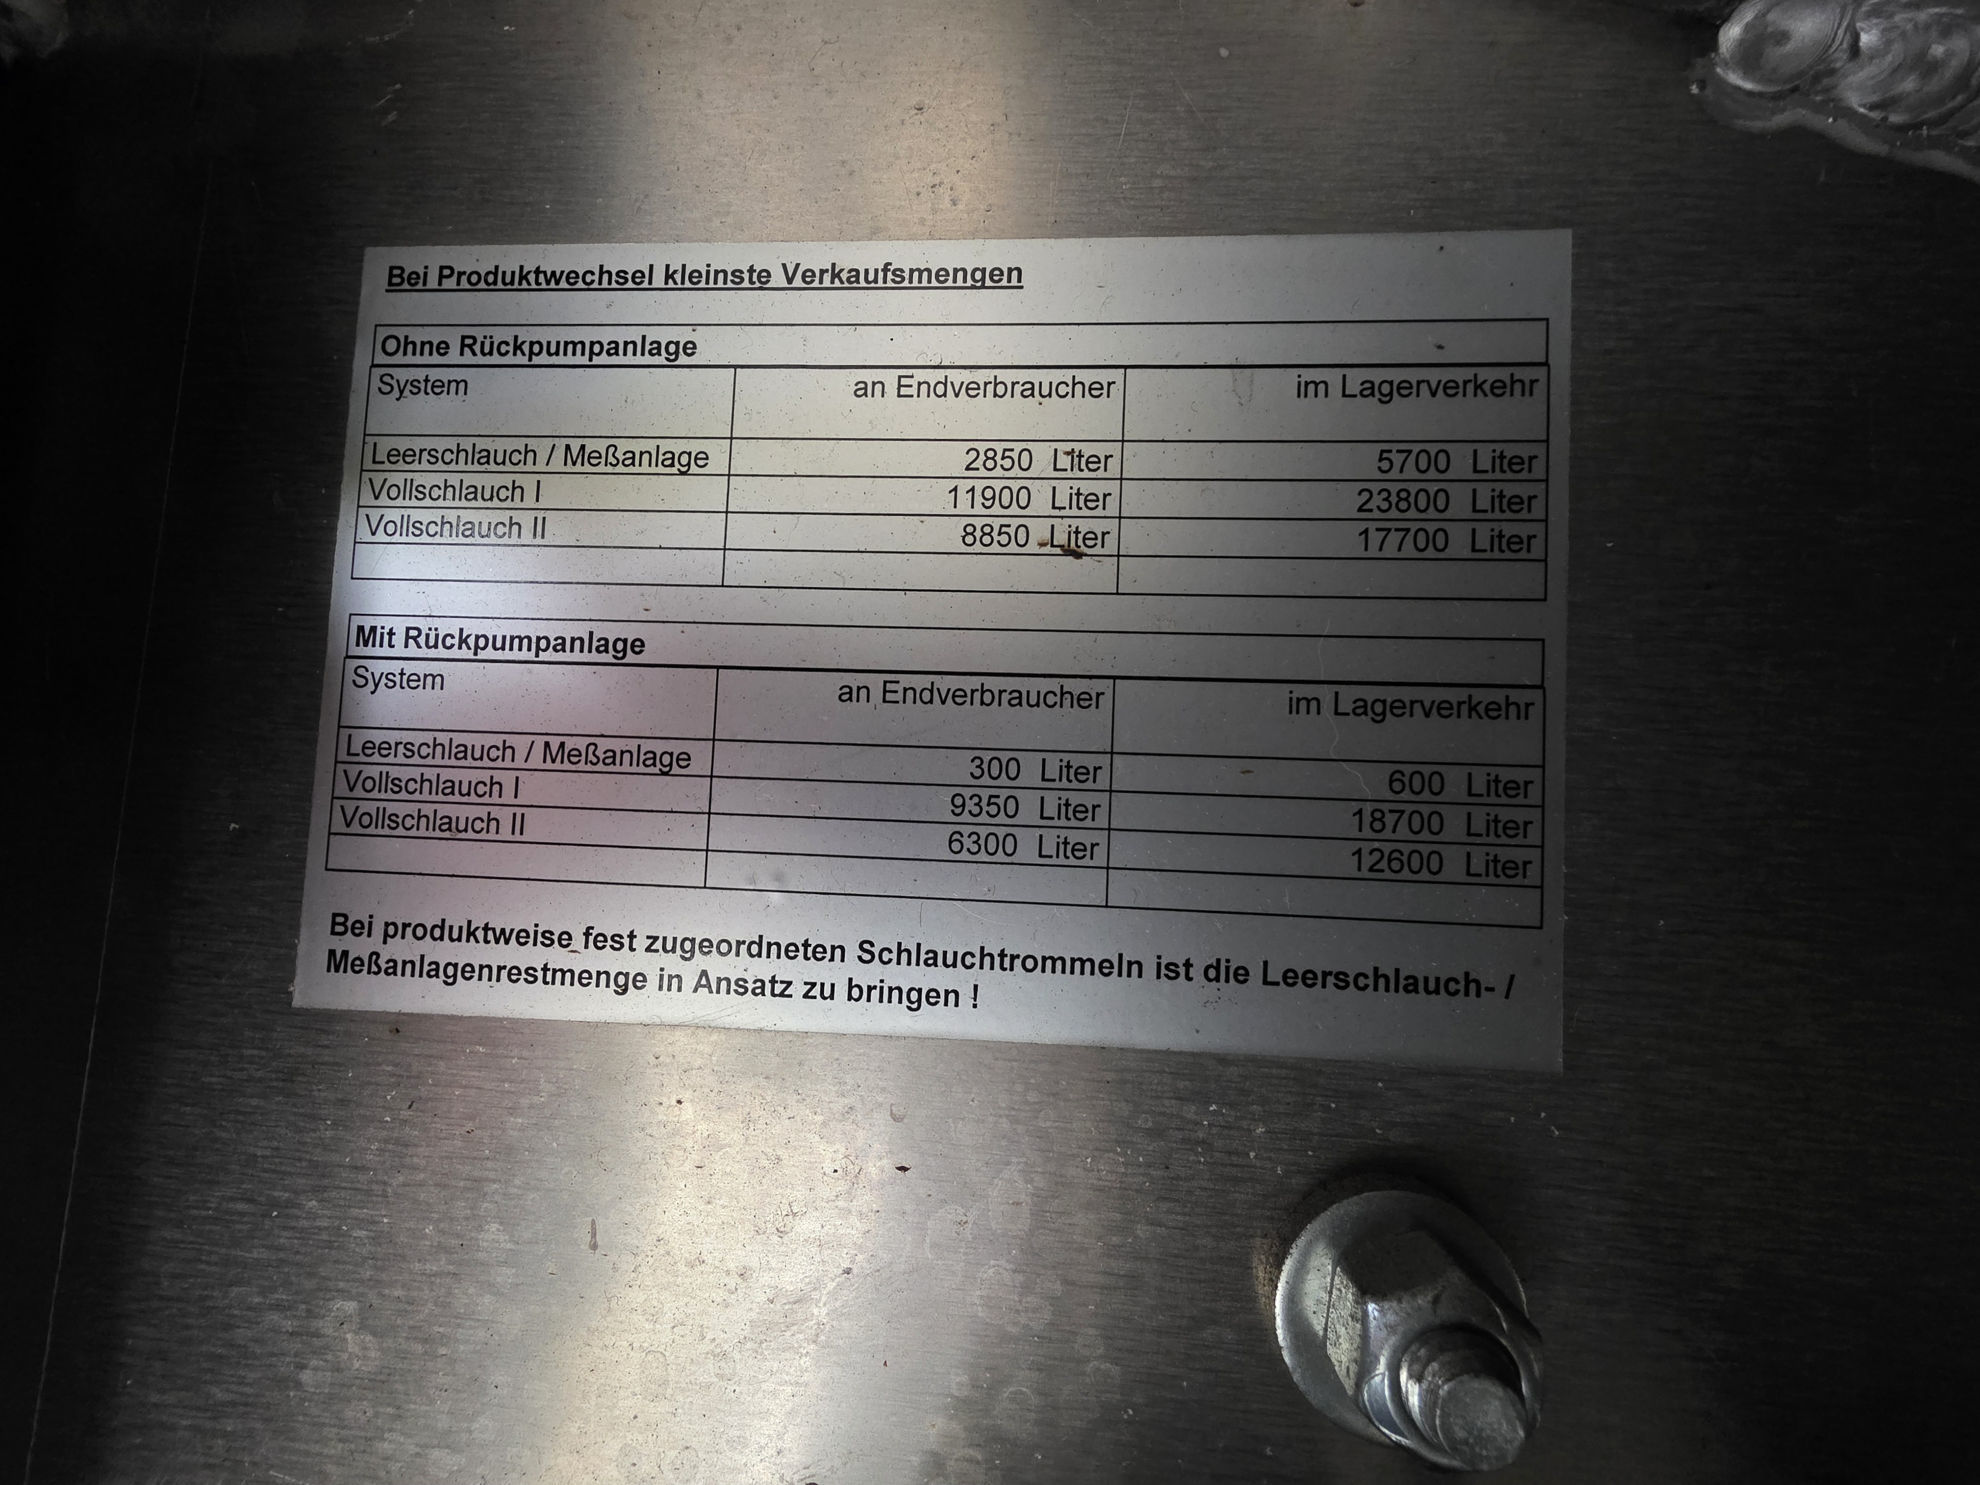 Bei Produktwechsel kleinste Verkaufsmengen
Ohne Rückpumpanlage
System an Endverbraucher im Lagerverkehr
Leerschlauch / Meßanlage 2850 Liter 5700 Liter
Vollschlauch I 11900 Liter 23800 Liter
Vollschlauch II 8850 Liter 17700 Liter
Mit Rückpumpanlage
System an Endverbraucher im Lagerverkehr
Leerschlauch / Meßanlage 300 Liter 600 Liter
Vollschlauch I 9350 Liter 18700 Liter
Vollschlauch II 6300 Liter 12600 Liter
Bei produktweise fest zugeordneten Schlauchtrommeln ist die Leerschlauch- /
Meßanlagenrestmenge in Ansatz zu bringen !